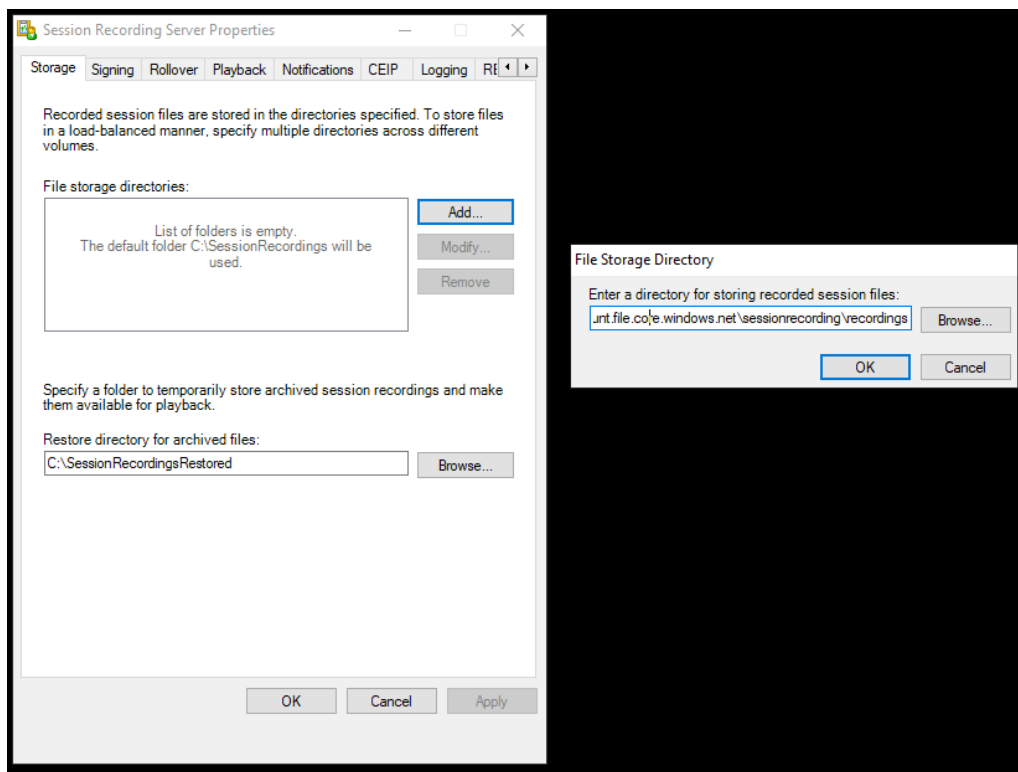 Session Recording Server Properties
Storage Signing Rollover Playback Notifications CEIP Logging
Recorded session files are stored in the directories specified. To store files
in a load-balanced manner, specify multiple directories across different
volumes.
File storage directories:
List of folders is empty.
The default folder C:\SessionRecordings will be
used.
Add...
Modify...
Remove
Specify a folder to temporarily store archived session recordings and make
them available for playback.
Restore directory for archived files:
C:\SessionRecordingsRestored
Browse...
OK Cancel Apply
File Storage Directory
Enter a directory for storing recorded session files:
unt.file.core.windows.net\sessionrecording\recordings
Browse...
OK Cancel